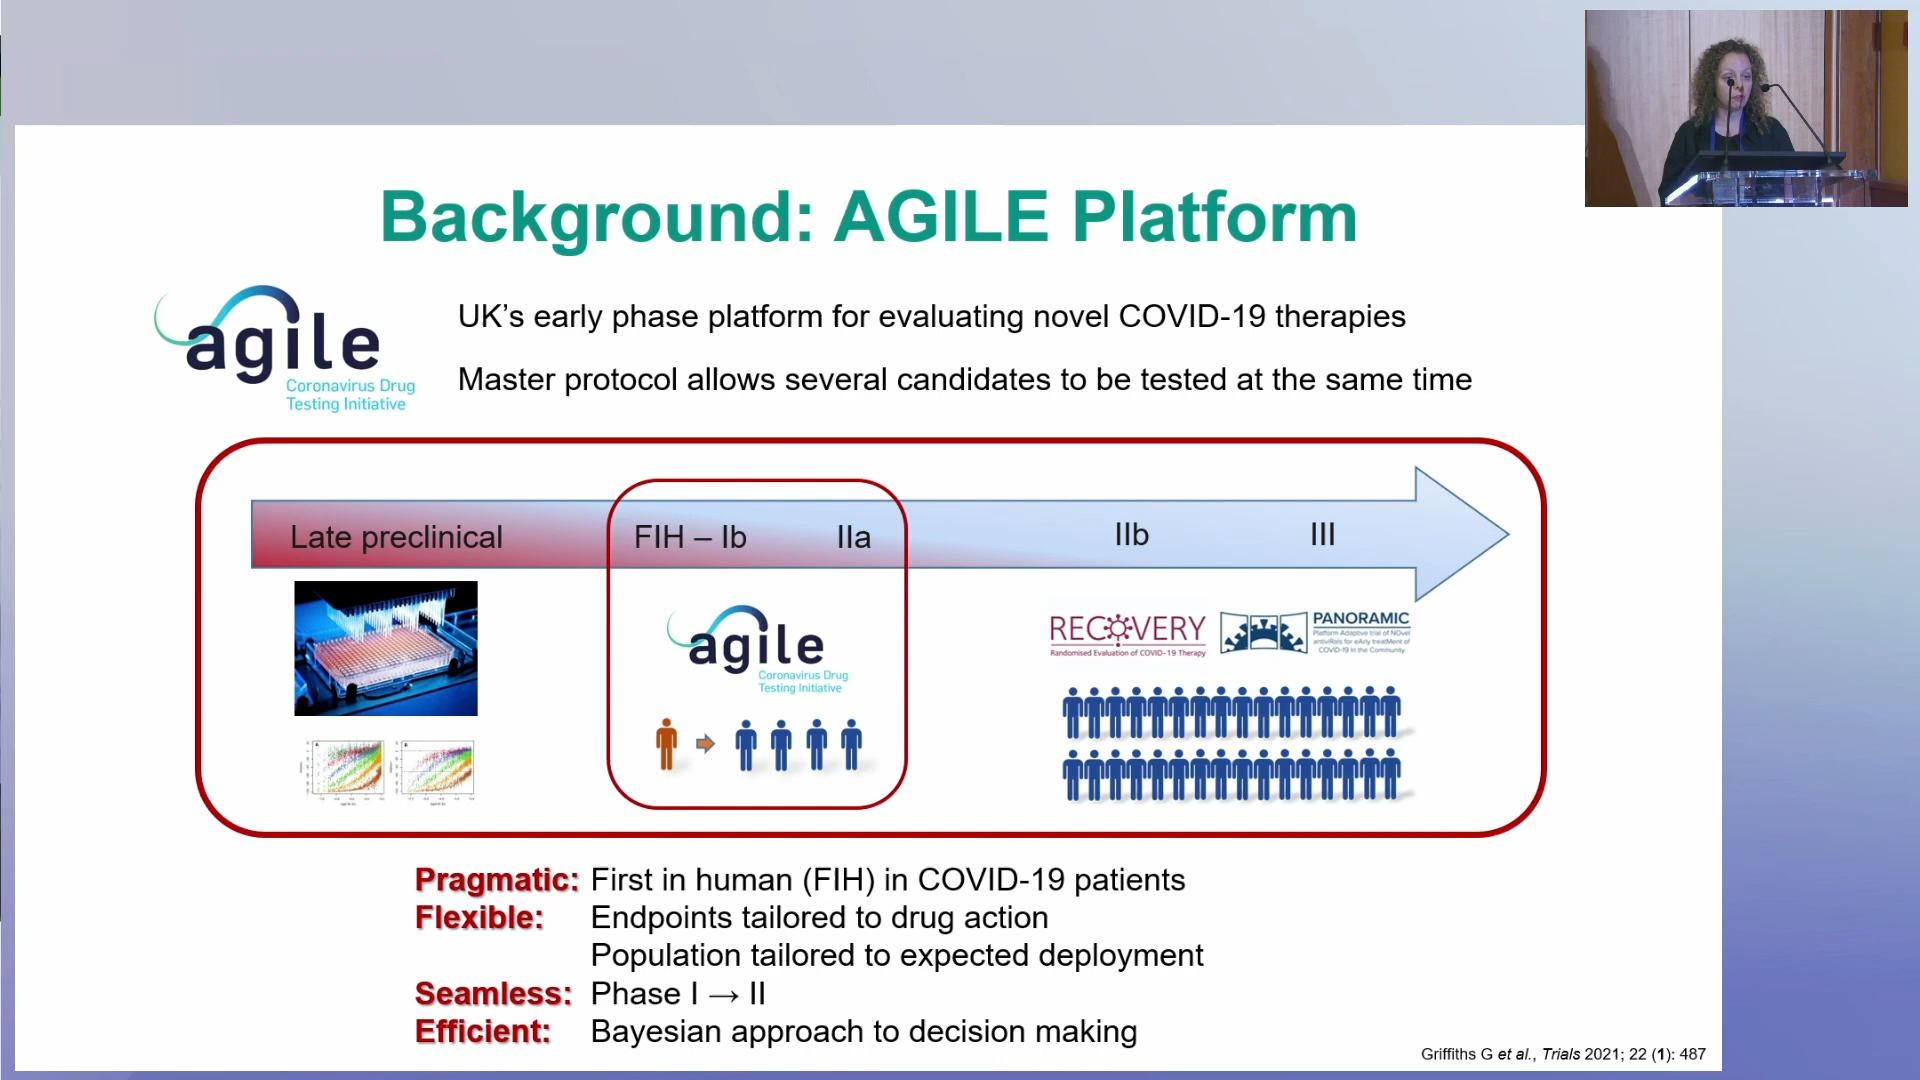 Background: AGILE Platform
agile
Coronavirus Drug
Testing Initiative
UK’s early phase platform for evaluating novel COVID-19 therapies
Master protocol allows several candidates to be tested at the same time
Late preclinical
FIH – Ib
IIa
IIb
III
agile
Coronavirus Drug
Testing Initiative
RECOVERY
Randomised Evaluation of COVID-19 Therapy
PANORAMIC
Platform Adaptive trial of NOvel
antiviRals for eArly treatMent of
COVID-19 In the Community
Pragmatic: First in human (FIH) in COVID-19 patients
Flexible: Endpoints tailored to drug action
Population tailored to expected deployment
Seamless: Phase I → II
Efficient: Bayesian approach to decision making
Griffiths G et al., Trials 2021; 22 (1): 487